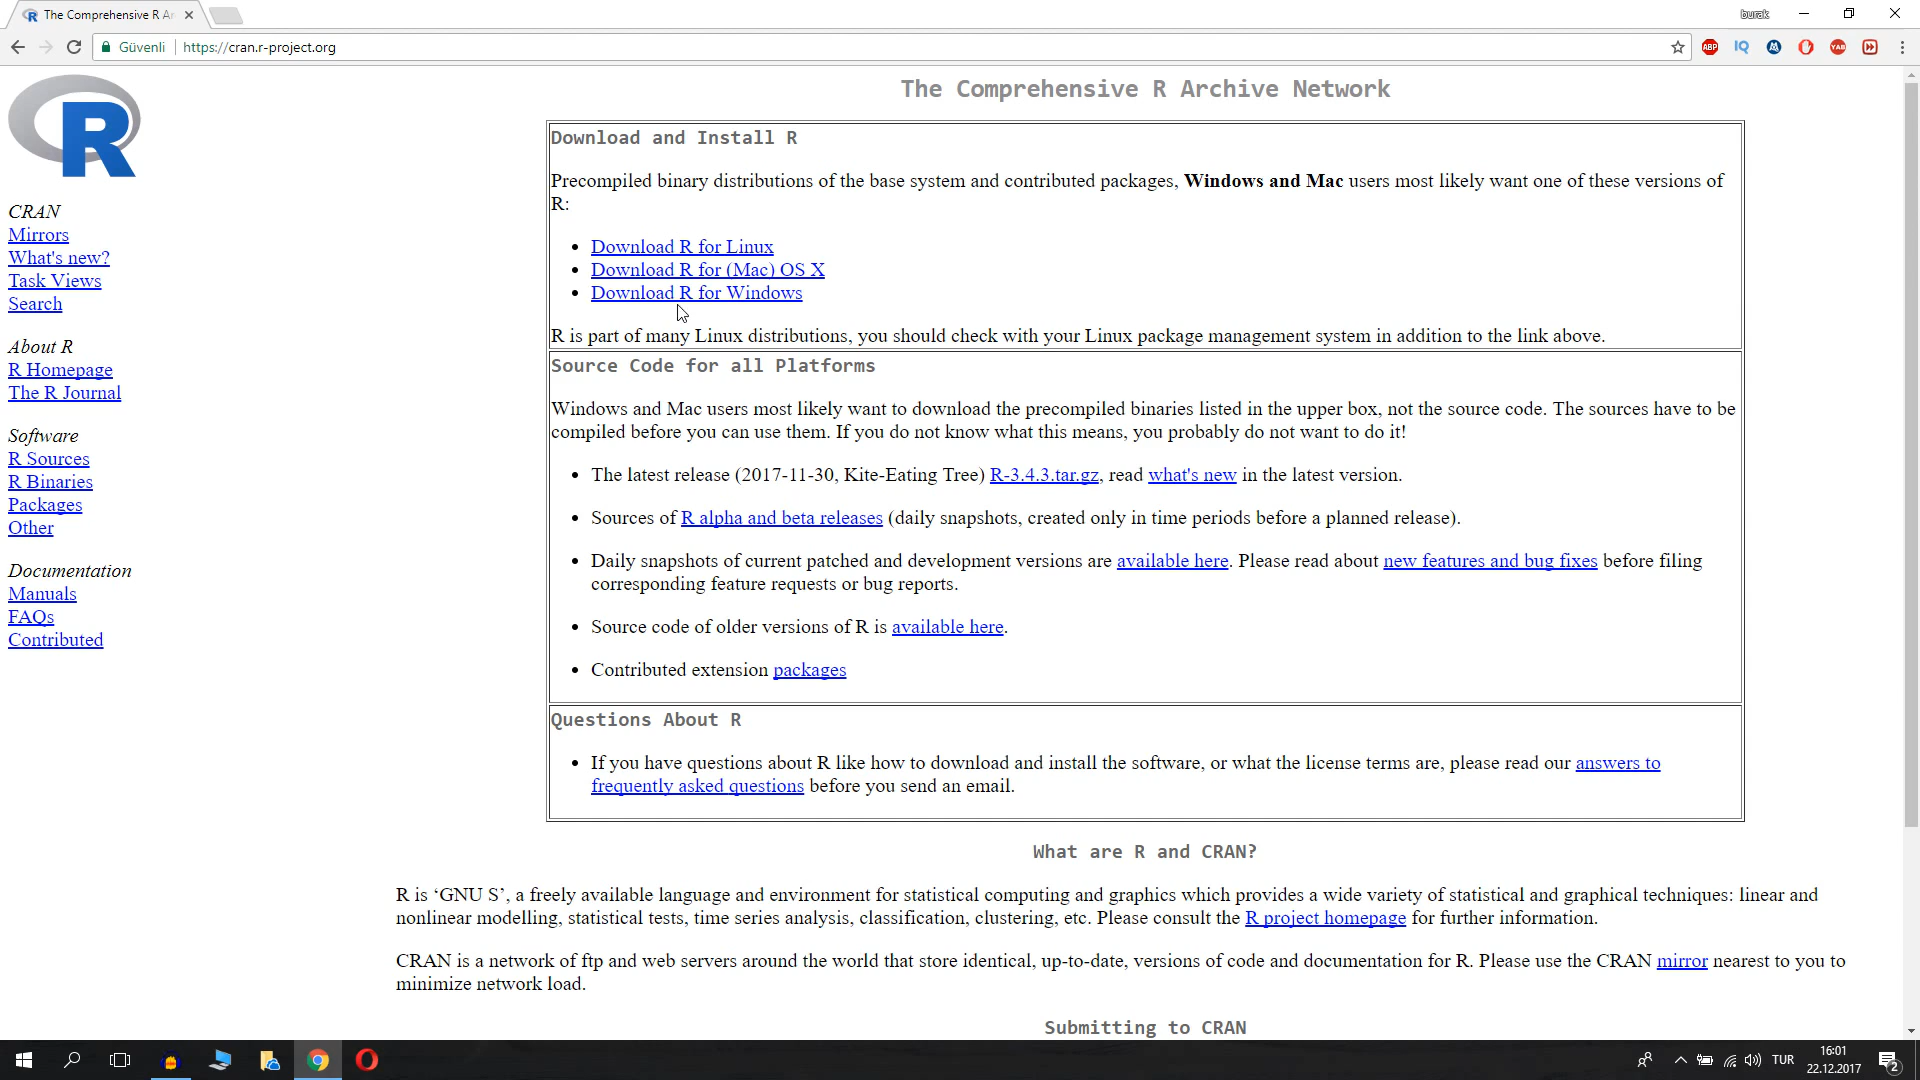 The Comprehensive R Ar
burak
Güvenli
https://cran.r-project.org
ABP
IQ
YAB
The Comprehensive R Archive Network
R
CRAN
Mirrors
What's new?
Task Views
Search
About R
R Homepage
The R Journal
Software
R Sources
R Binaries
Packages
Other
Documentation
Manuals
FAQs
Contributed
Download and Install R
Precompiled binary distributions of the base system and contributed packages, Windows and Mac users most likely want one of these versions of
R:
• Download R for Linux
• Download R for (Mac) OS X
• Download R for Windows
R is part of many Linux distributions, you should check with your Linux package management system in addition to the link above.
Source Code for all Platforms
Windows and Mac users most likely want to download the precompiled binaries listed in the upper box, not the source code. The sources have to be
compiled before you can use them. If you do not know what this means, you probably do not want to do it!
• The latest release (2017-11-30, Kite-Eating Tree) R-3.4.3.tar.gz, read what's new in the latest version.
• Sources of R alpha and beta releases (daily snapshots, created only in time periods before a planned release).
• Daily snapshots of current patched and development versions are available here. Please read about new features and bug fixes before filing
corresponding feature requests or bug reports.
• Source code of older versions of R is available here.
• Contributed extension packages
Questions About R
• If you have questions about R like how to download and install the software, or what the license terms are, please read our answers to
frequently asked questions before you send an email.
What are R and CRAN?
R is ‘GNU S’, a freely available language and environment for statistical computing and graphics which provides a wide variety of statistical and graphical techniques: linear and
nonlinear modelling, statistical tests, time series analysis, classification, clustering, etc. Please consult the R project homepage for further information.
CRAN is a network of ftp and web servers around the world that store identical, up-to-date, versions of code and documentation for R. Please use the CRAN mirror nearest to you to
minimize network load.
Submitting to CRAN
TUR
16:01
22.12.2017
2